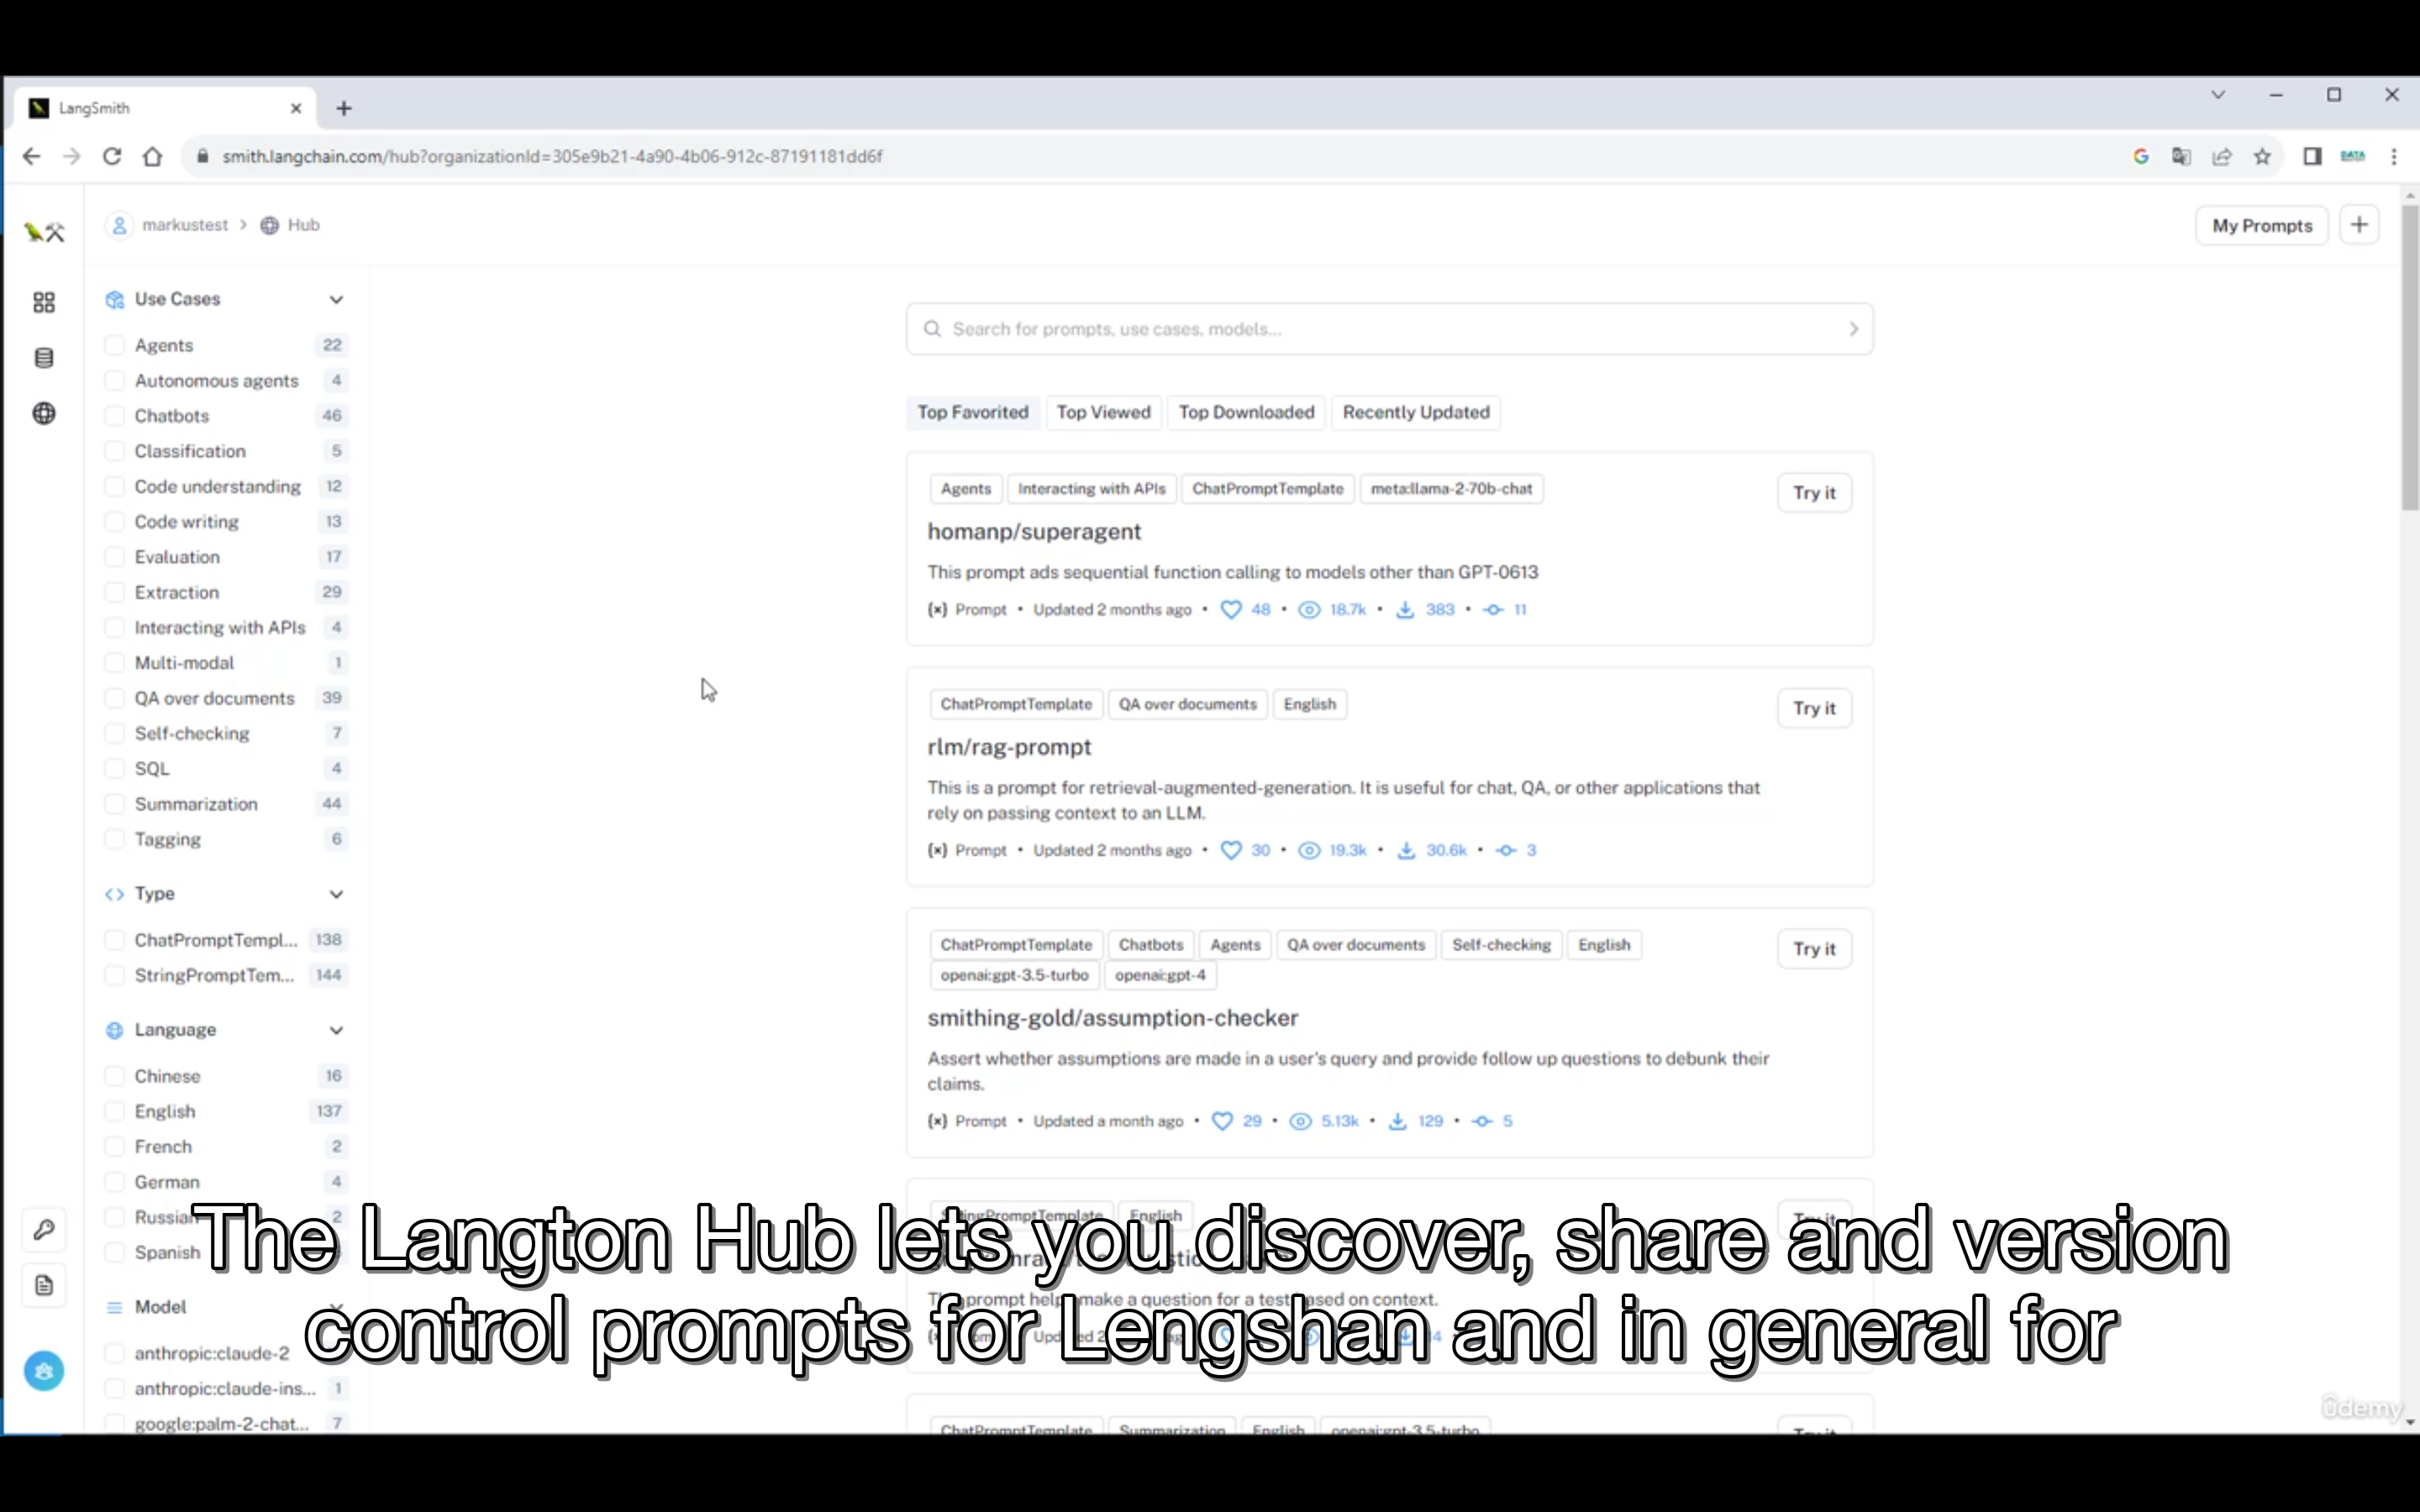 LangSmith
smith.langchain.com/hub?organizationId=305e9b21-4a90-4b06-912c-87191181dd6f
DATA
markustest > Hub
My Prompts
Use Cases
Agents 22
Autonomous agents 4
Chatbots 46
Classification 5
Code understanding 12
Code writing 13
Evaluation 17
Extraction 29
Interacting with APIs 4
Multi-modal 1
QA over documents 39
Self-checking 7
SQL 4
Summarization 44
Tagging 6
Type
ChatPromptTempl... 138
StringPromptTem... 144
Language
Chinese 16
English 137
French 2
German 4
Russian 2
Spanish
Model
anthropic:claude-2
anthropic:claude-ins... 1
google:palm-2-chat... 7
Search for prompts, use cases, models...
Top Favorited Top Viewed Top Downloaded Recently Updated
Agents Interacting with APIs ChatPromptTemplate meta:llama-2-70b-chat
Try it
homanp/superagent
This prompt ads sequential function calling to models other than GPT-0613
Prompt • Updated 2 months ago • 48 • 18.7k • 383 • 11
ChatPromptTemplate QA over documents English
Try it
rlm/rag-prompt
This is a prompt for retrieval-augmented-generation. It is useful for chat, QA, or other applications that
rely on passing context to an LLM.
Prompt • Updated 2 months ago • 30 • 19.3k • 30.6k • 3
ChatPromptTemplate Chatbots Agents QA over documents Self-checking English
openai:gpt-3.5-turbo openai:gpt-4
Try it
smithing-gold/assumption-checker
Assert whether assumptions are made in a user's query and provide follow up questions to debunk their
claims.
Prompt • Updated a month ago • 29 • 5.13k • 129 • 5
StringPromptTemplate English
Try it
prompt help make a question for a test based on context.
ChatPromptTemplate Summarization English openai:gpt-3.5-turbo
Try it
The Langton Hub lets you discover, share and version
control prompts for Lengshan and in general for
ûdemy